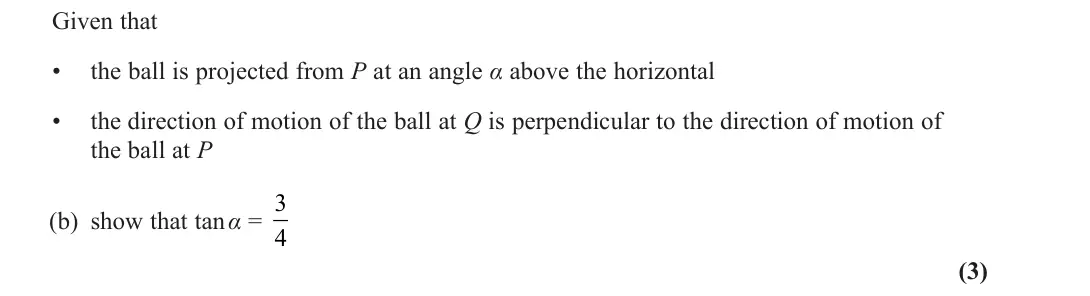 Given that
• the ball is projected from P at an angle α above the horizontal
• the direction of motion of the ball at Q is perpendicular to the direction of motion of
the ball at P
(b) show that tan α = 3/4
(3)